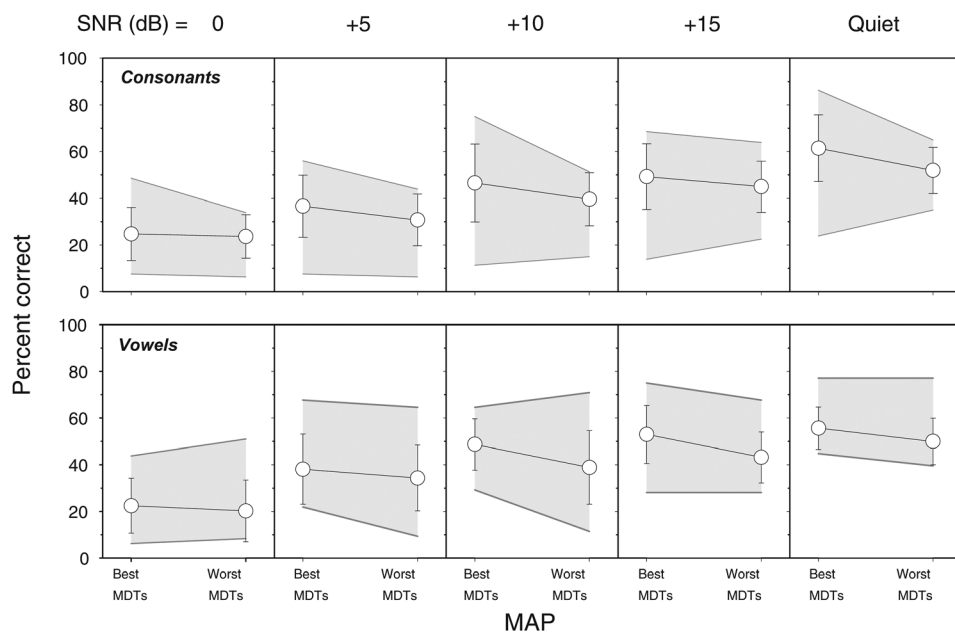 SNR (dB) = 0 +5 +10 +15 Quiet
Percent correct
Consonants
100
80
60
40
20
0
Vowels
100
80
60
40
20
0
Best Worst Best Worst Best Worst Best Worst Best Worst
MDTs MDTs MDTs MDTs MDTs MDTs MDTs MDTs MDTs MDTs
MAP